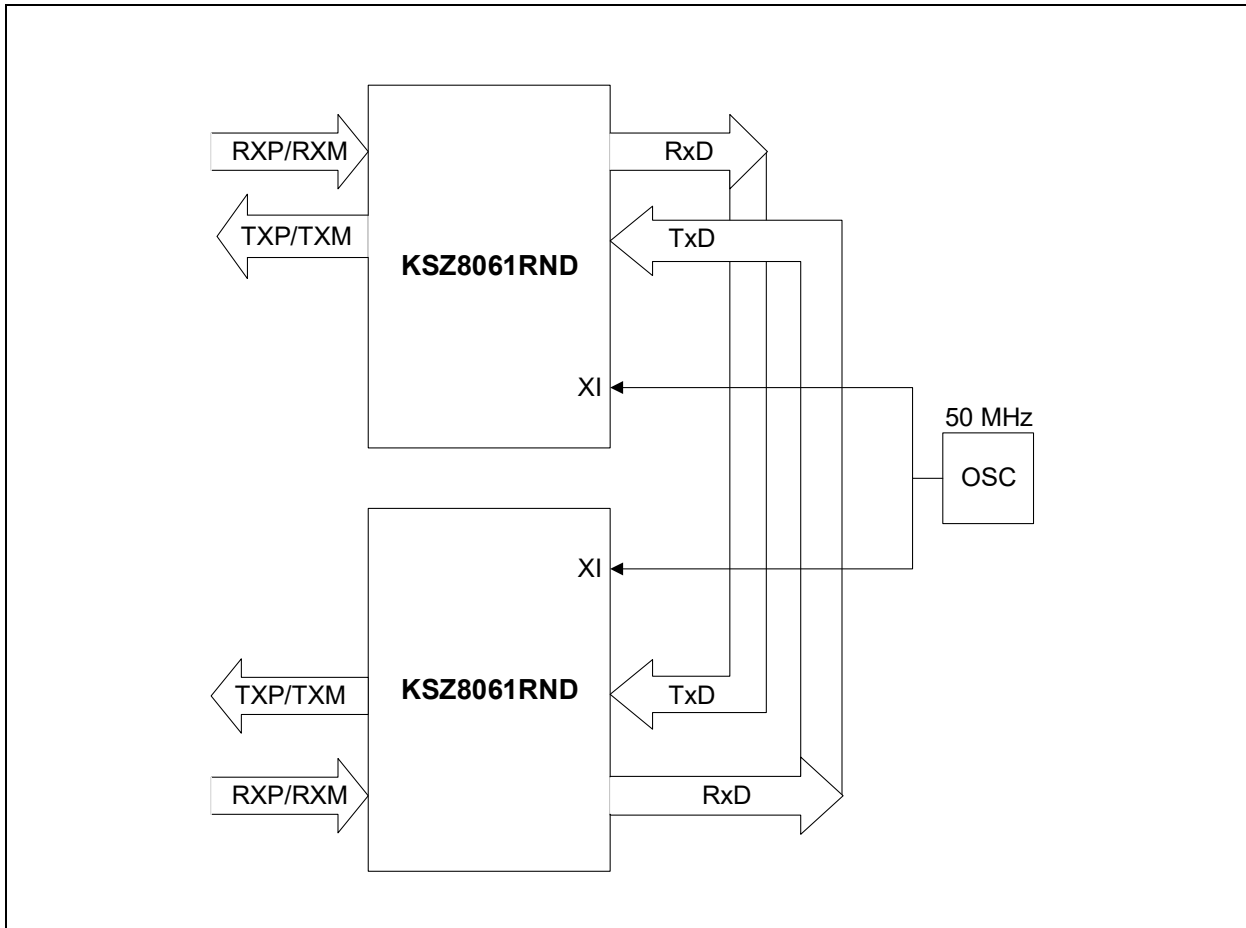 RXP/RXM
RxD
TXP/TXM
TxD
KSZ8061RND
XI
50 MHz
OSC
XI
TXP/TXM
KSZ8061RND
TxD
RXP/RXM
RxD